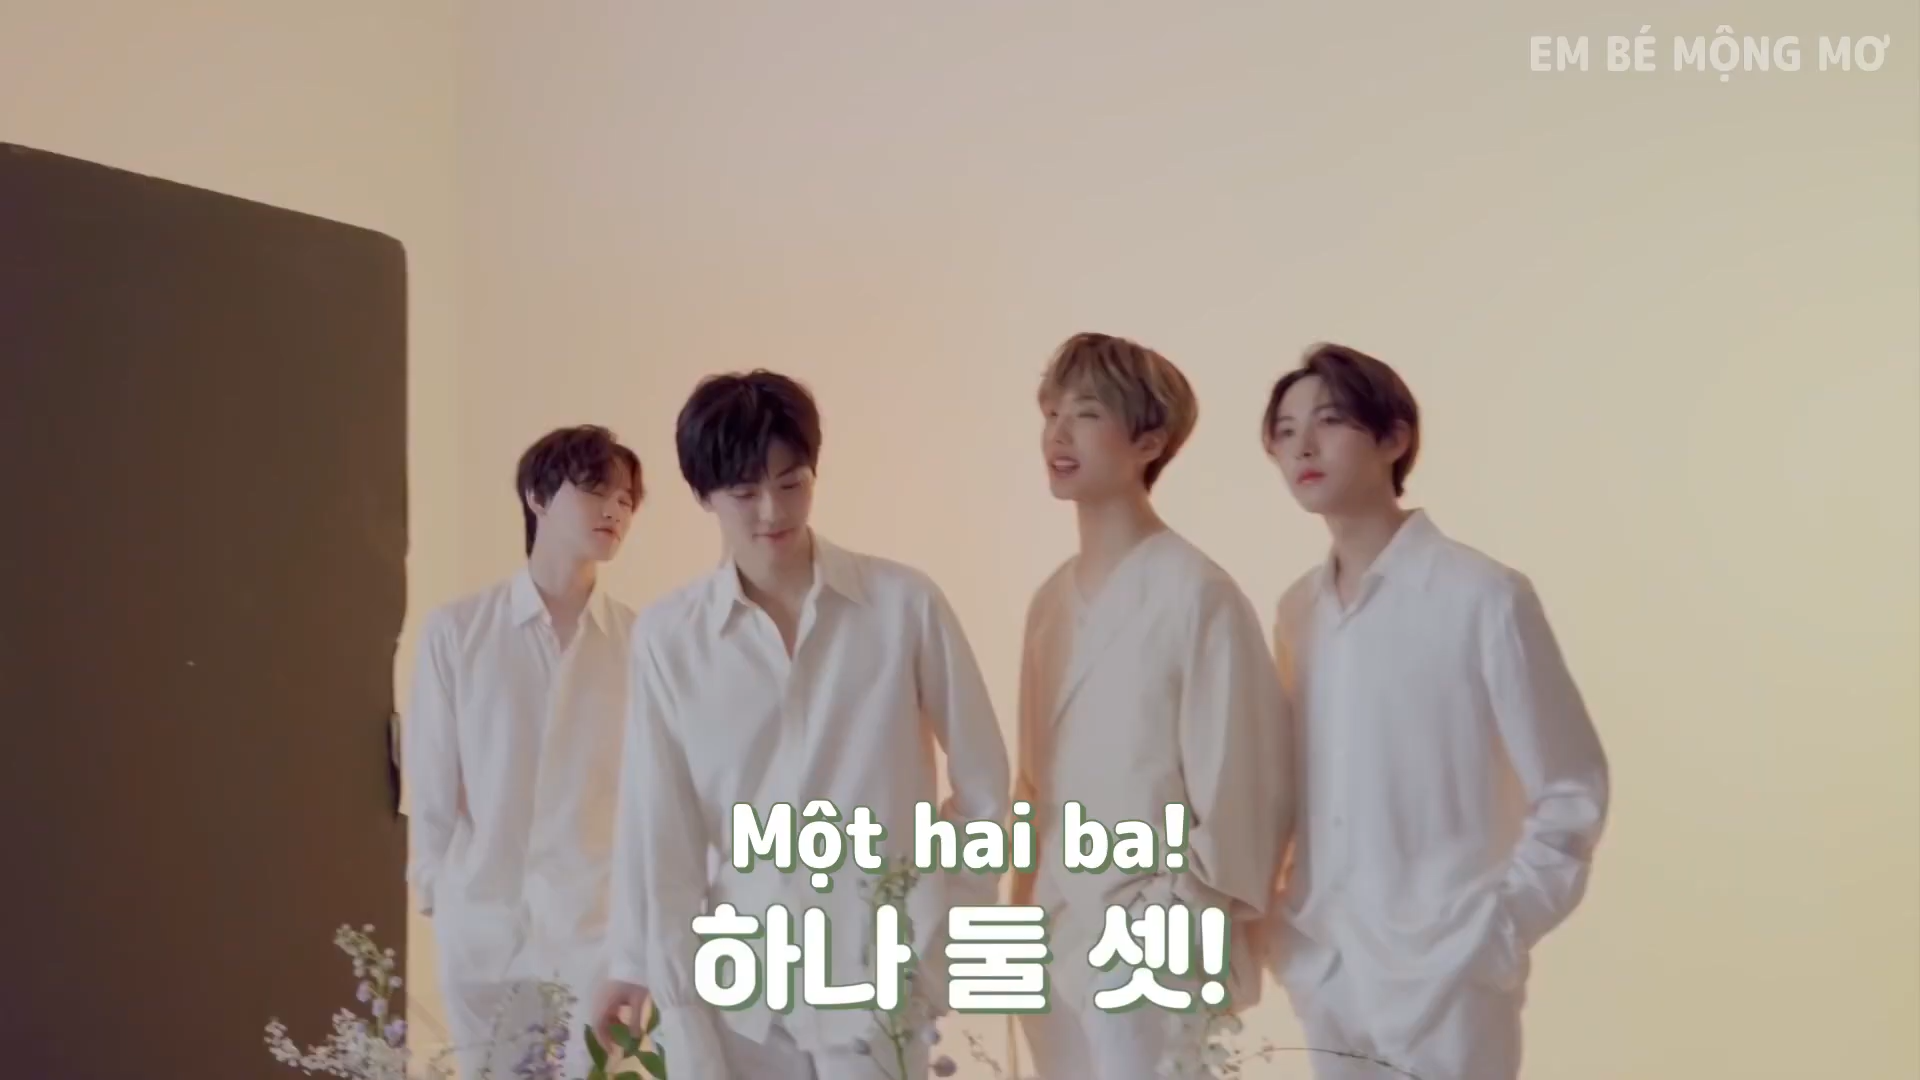 EM BÉ MỘNG MƠ
Một hai ba!
하나 둘 셋!